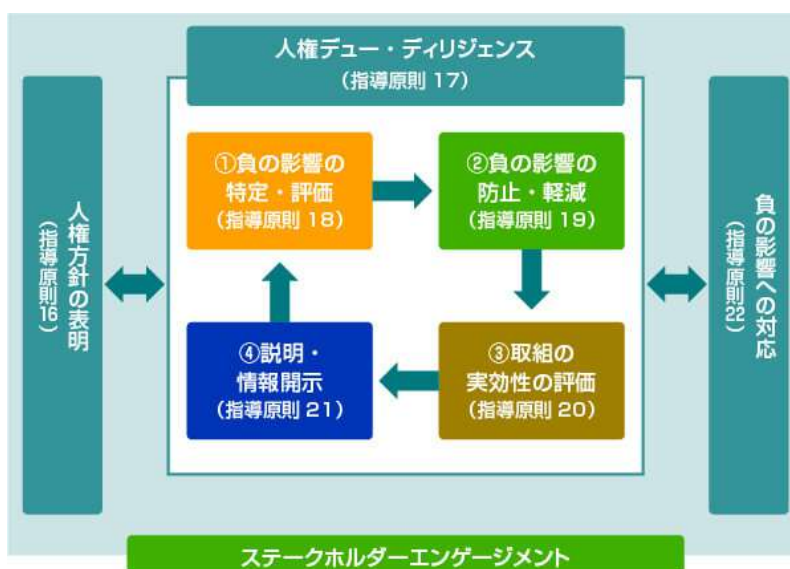 人権デュー・ディリジェンス
（指導原則 17）
人権方針の表明
（指導原則16）
①負の影響の
特定・評価
（指導原則 18）
②負の影響の
防止・軽減
（指導原則 19）
③取組の
実効性の評価
（指導原則 20）
④説明・
情報開示
（指導原則 21）
負の影響への対応
（指導原則22）
ステークホルダーエンゲージメント